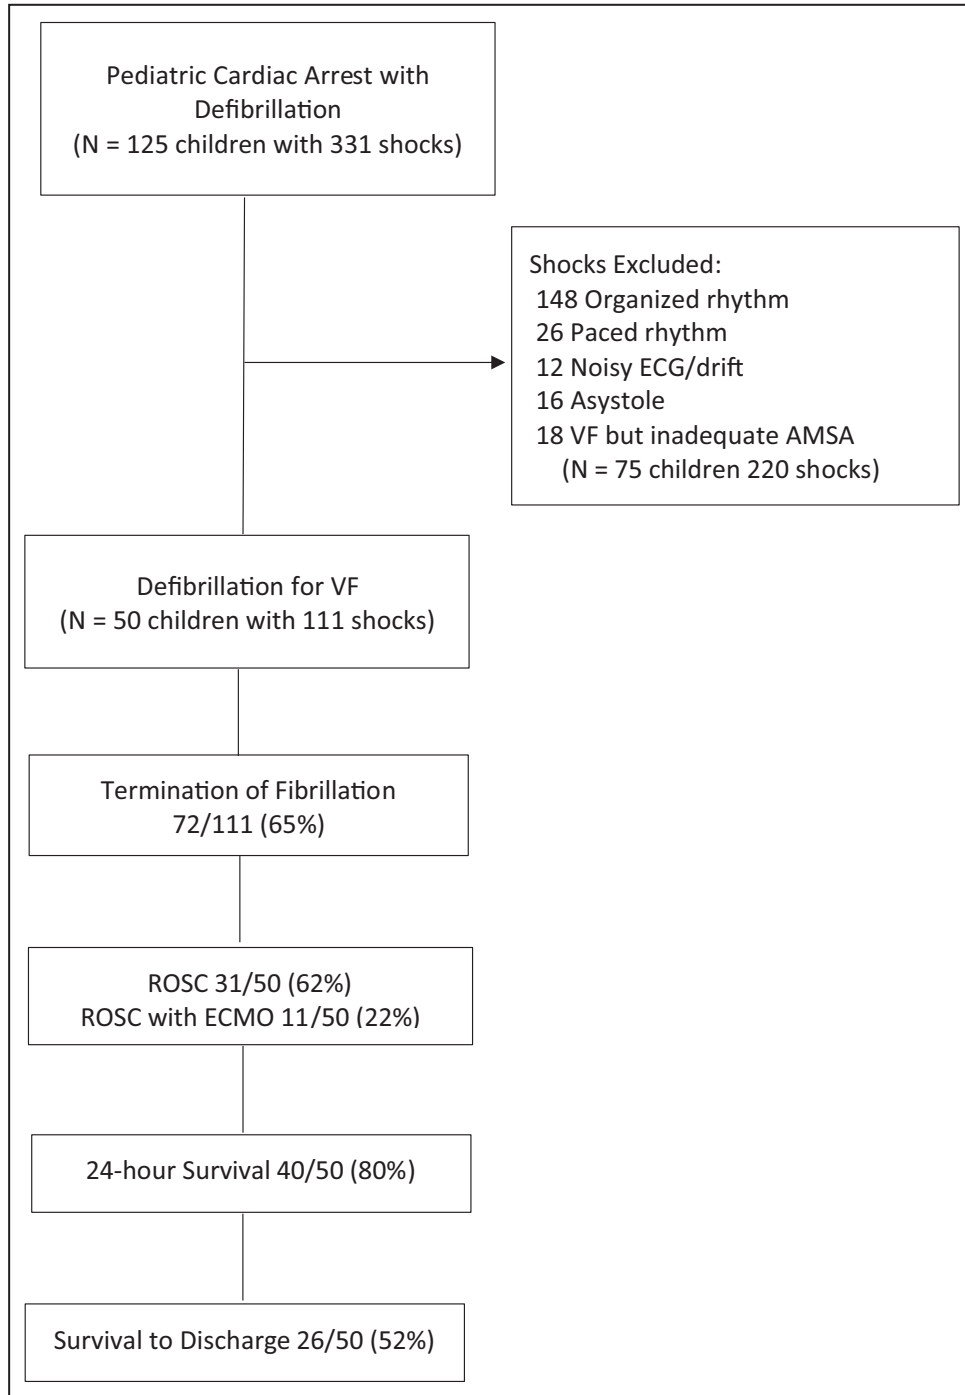 Pediatric Cardiac Arrest with
Defibrillation
(N = 125 children with 331 shocks)
Shocks Excluded:
148 Organized rhythm
26 Paced rhythm
12 Noisy ECG/drift
16 Asystole
18 VF but inadequate AMSA
(N = 75 children 220 shocks)
Defibrillation for VF
(N = 50 children with 111 shocks)
Termination of Fibrillation
72/111 (65%)
ROSC 31/50 (62%)
ROSC with ECMO 11/50 (22%)
24-hour Survival 40/50 (80%)
Survival to Discharge 26/50 (52%)